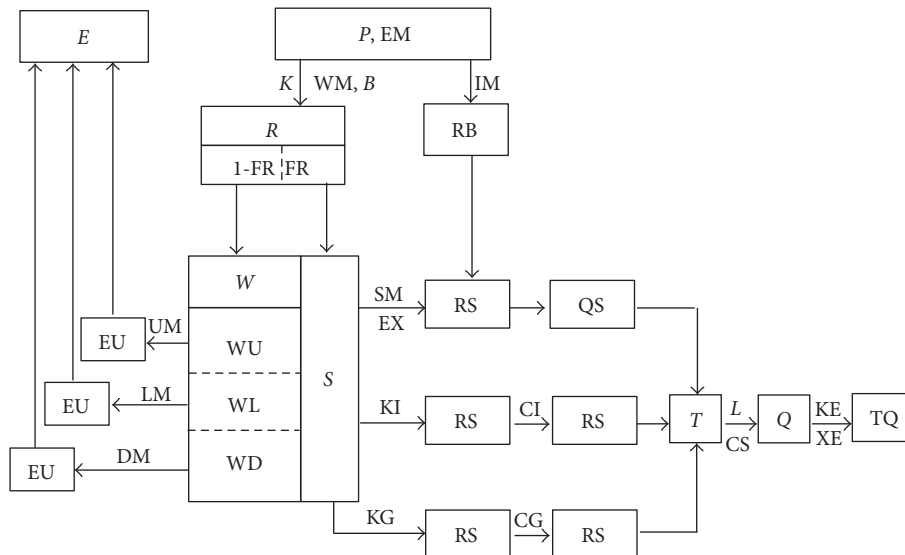 E
P, EM
K
WM, B
IM
R
1-FR
FR
RB
W
SM
EX
RS
QS
UM
EU
WU
S
LM
EU
WL
KI
RS
CI
RS
T
L
CS
Q
KE
XE
TQ
DM
EU
WD
KG
RS
CG
RS